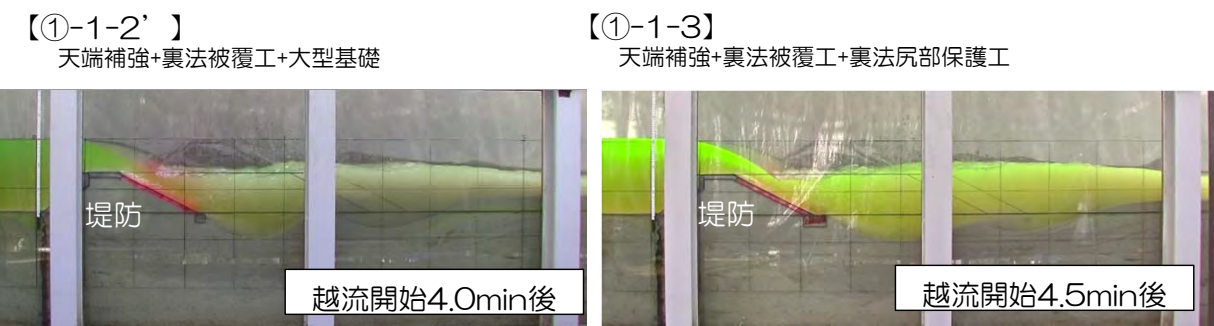 【①-1-2’】
天端補強+裏法被覆工+大型基礎
堤防
越流開始4.0min後
【①-1-3】
天端補強+裏法被覆工+裏法尻部保護工
堤防
越流開始4.5min後